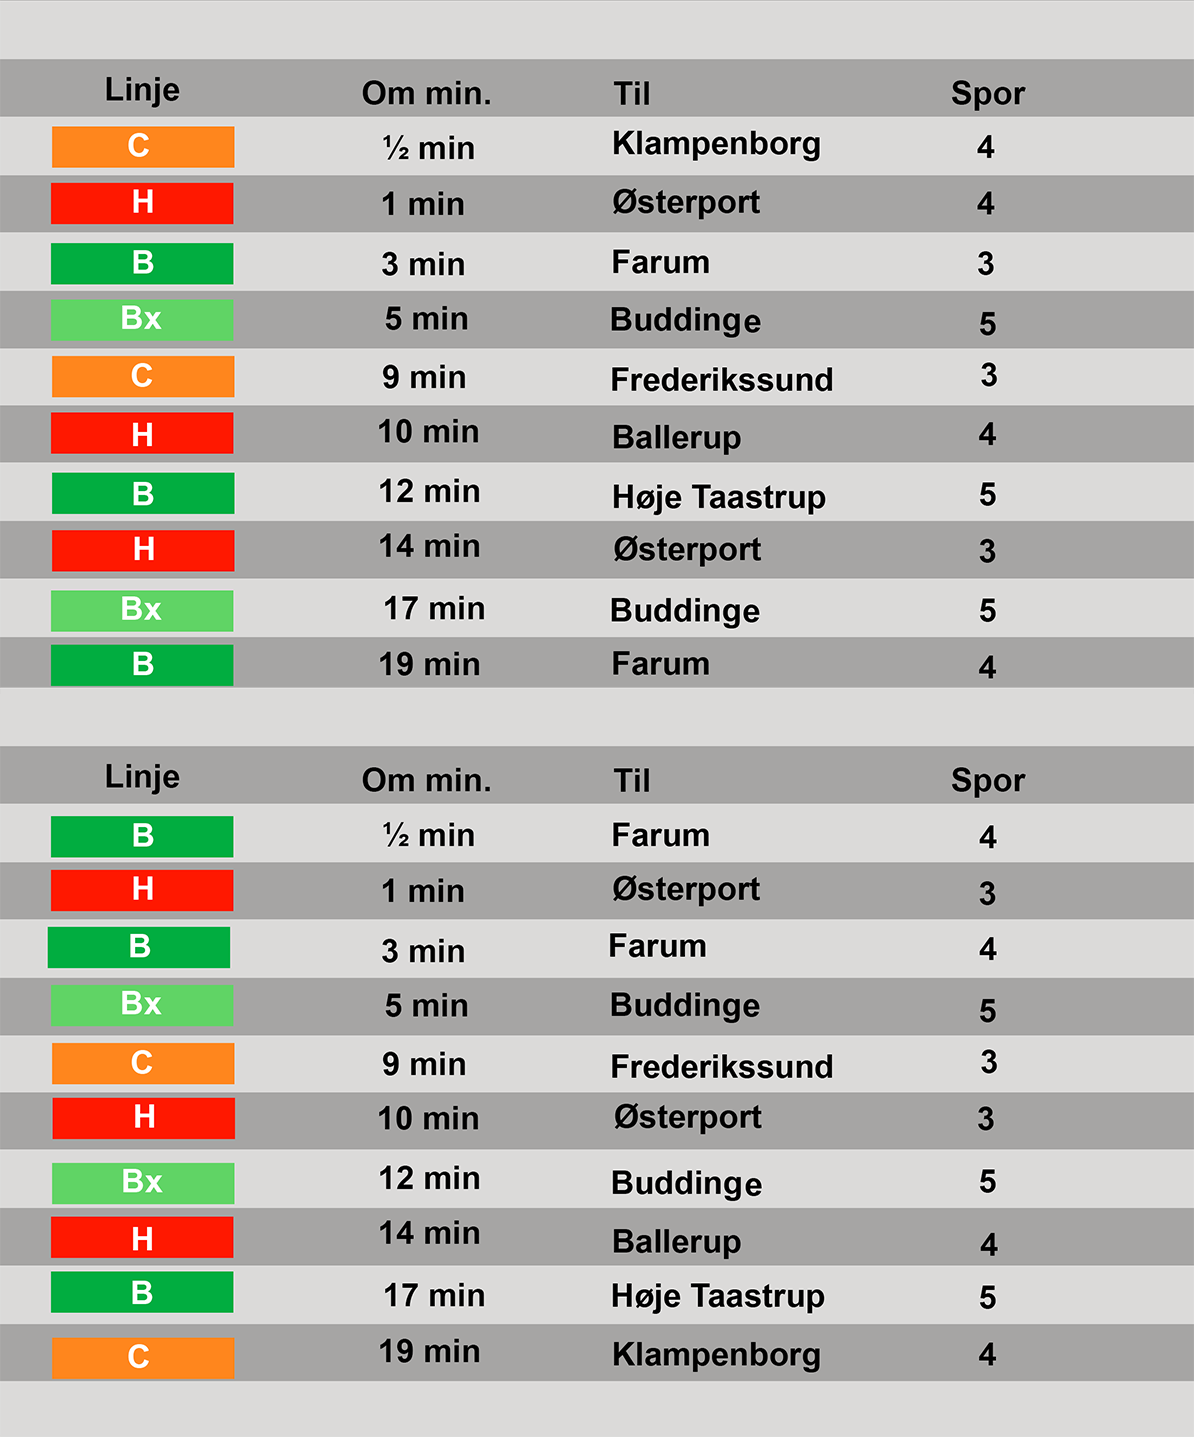 Linje Om min. Til Spor
C ½ min Klampenborg 4
H 1 min Østerport 4
B 3 min Farum 3
Bx 5 min Buddinge 5
C 9 min Frederikssund 3
H 10 min Ballerup 4
B 12 min Høje Taastrup 5
H 14 min Østerport 3
Bx 17 min Buddinge 5
B 19 min Farum 4
Linje Om min. Til Spor
B ½ min Farum 4
H 1 min Østerport 3
B 3 min Farum 4
Bx 5 min Buddinge 5
C 9 min Frederikssund 3
H 10 min Østerport 3
Bx 12 min Buddinge 5
H 14 min Ballerup 4
B 17 min Høje Taastrup 5
C 19 min Klampenborg 4